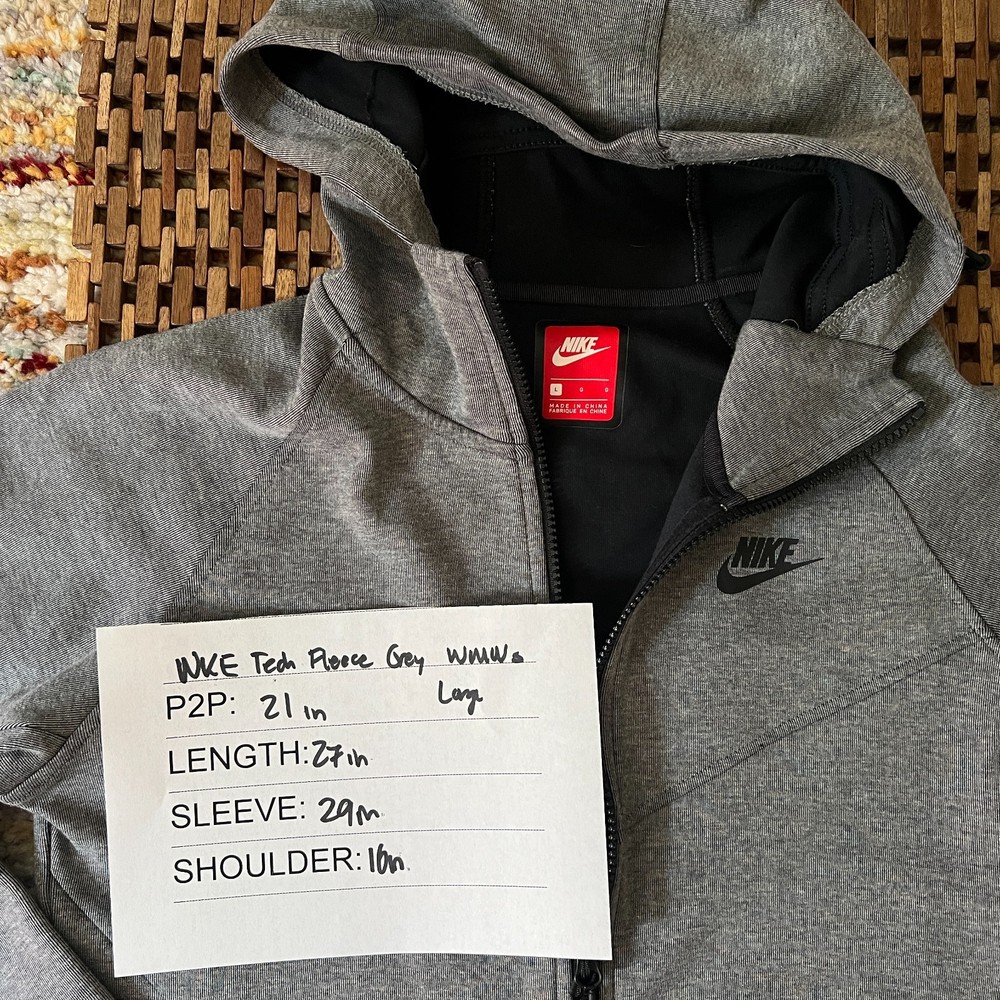 NIKE
L G G
MADE IN CHINA
FABRIQUE EN CHINE
NIKE
NIKE Tech Fleece Grey WMNs
Large
P2P: 21 in
LENGTH: 27 in
SLEEVE: 29 in
SHOULDER: 16 in